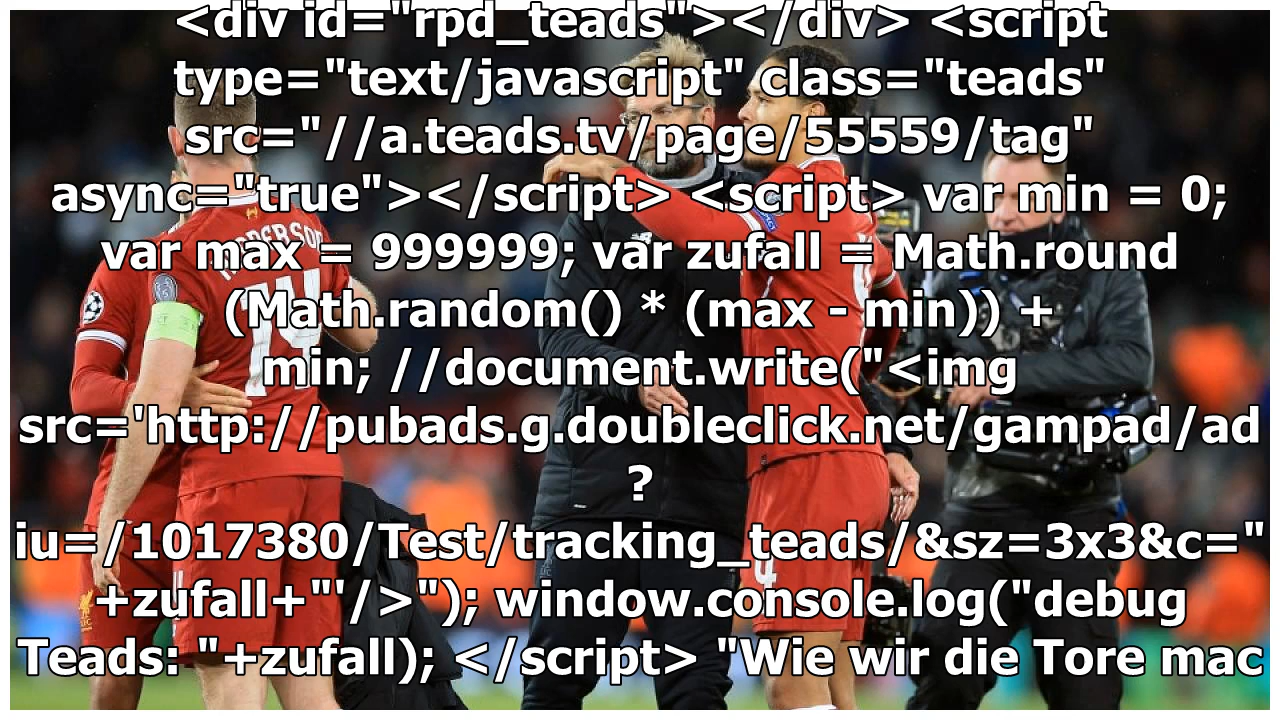 <div id="rpd_teads"></div> <script
type="text/javascript" class="teads"
src="//a.teads.tv/page/55559/tag"
async="true"></script> <script> var min = 0;
var max = 999999; var zufall = Math.round
(Math.random() * (max - min)) +
min; //document.write("<img
src='http://pubads.g.doubleclick.net/gampad/ad
?
iu=/1017380/Test/tracking_teads/&sz=3x3&c="
+zufall+"'/>"); window.console.log("debug
Teads: "+zufall); </script> "Wie wir die Tore mac
14
4